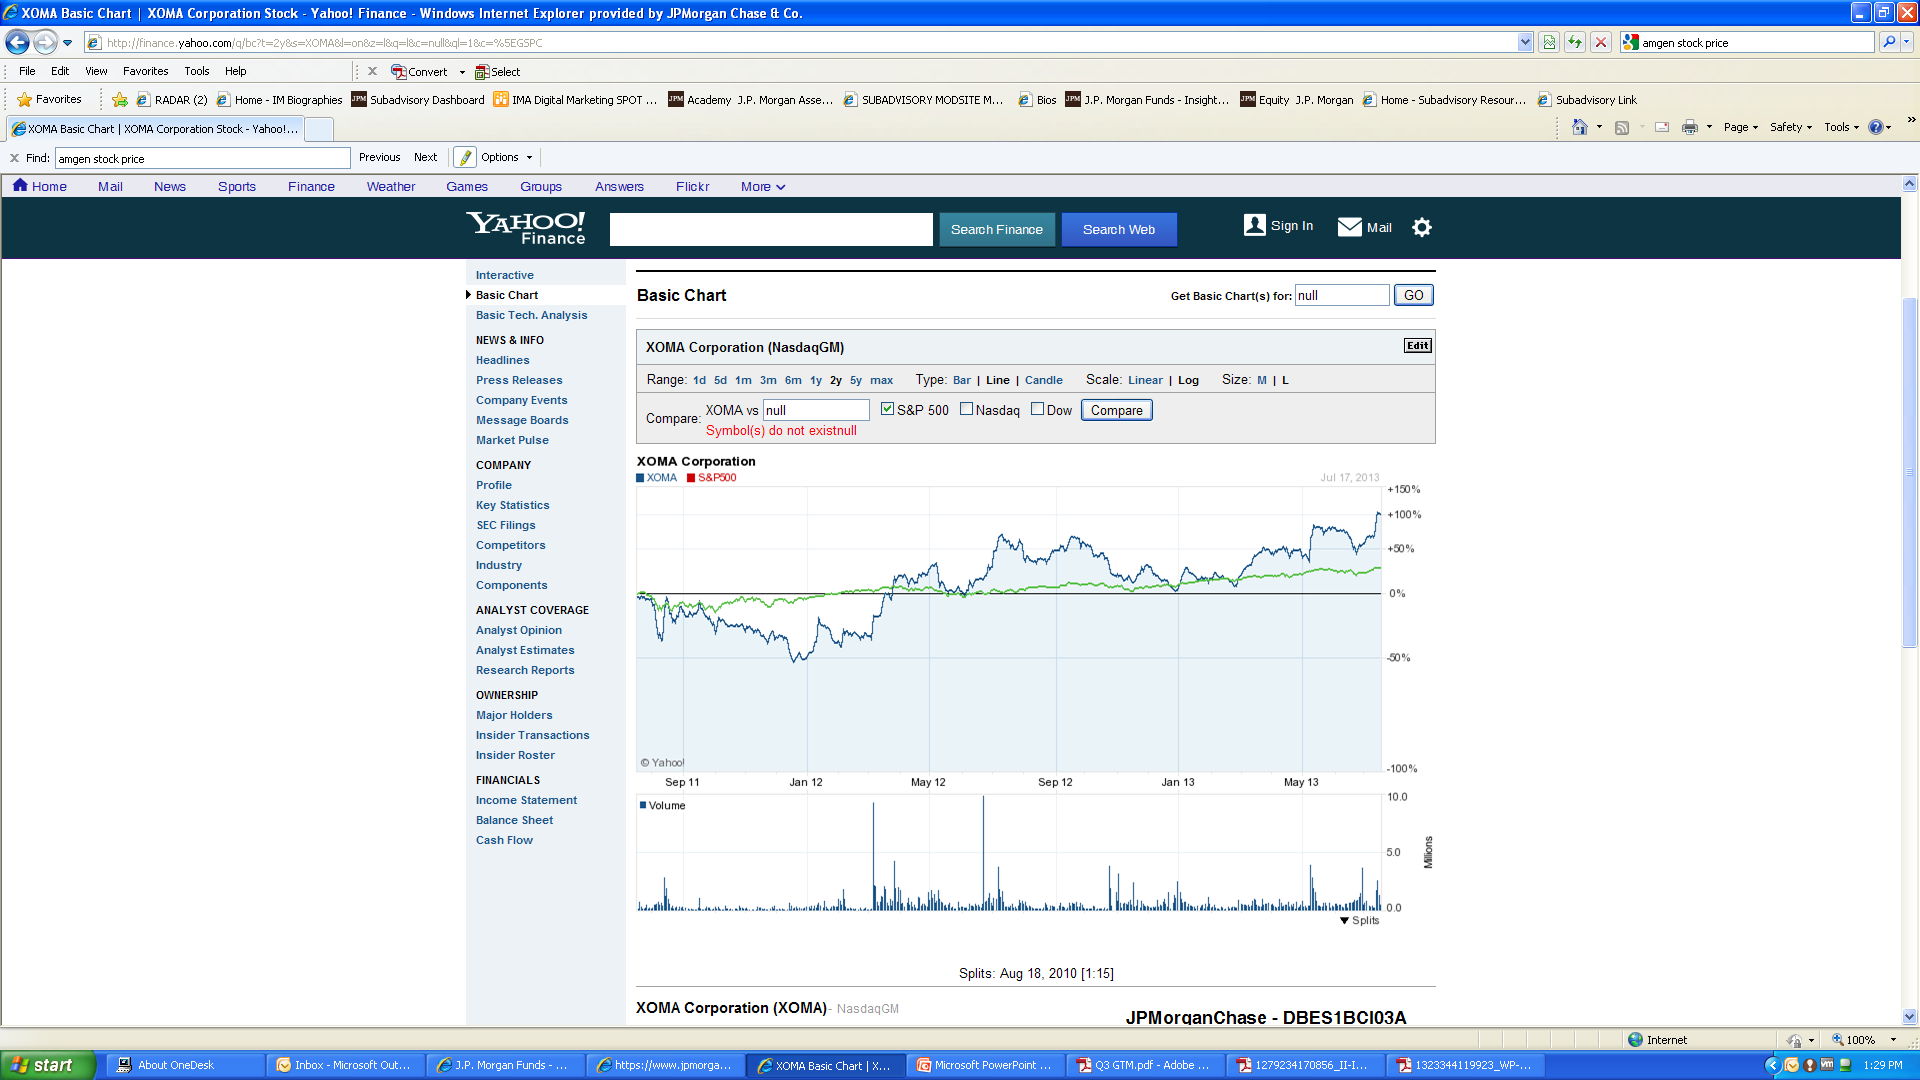 XOMA Basic Chart | XOMA Corporation Stock - Yahoo! Finance - Windows Internet Explorer provided by JPMorgan Chase & Co.
http://finance.yahoo.com/q/bc?t=2y&s=XOMA&l=on&z=l&q=l&c=null&ql=1&c=%5EGSPC
amgen stock price
File Edit View Favorites Tools Help
Convert Select
Favorites RADAR (2) Home - IM Biographies Subadvisory Dashboard IMA Digital Marketing SPOT ... Academy J.P. Morgan Asse... SUBADVISORY MODSITE M... Bios J.P. Morgan Funds - Insight... Equity J.P. Morgan Home - Subadvisory Resour... Subadvisory Link
XOMA Basic Chart | XOMA Corporation Stock - Yahoo!...
Page Safety Tools
Find: amgen stock price Previous Next Options
Home Mail News Sports Finance Weather Games Groups Answers Flickr More
YAHOO! Finance
Search Finance Search Web Sign In Mail
Interactive
Basic Chart
Basic Tech. Analysis
NEWS & INFO
Headlines
Press Releases
Company Events
Message Boards
Market Pulse
COMPANY
Profile
Key Statistics
SEC Filings
Competitors
Industry
Components
ANALYST COVERAGE
Analyst Opinion
Analyst Estimates
Research Reports
OWNERSHIP
Major Holders
Insider Transactions
Insider Roster
FINANCIALS
Income Statement
Balance Sheet
Cash Flow
Basic Chart
Get Basic Chart(s) for: null GO
XOMA Corporation (NasdaqGM) Edit
Range: 1d 5d 1m 3m 6m 1y 2y 5y max Type: Bar | Line | Candle Scale: Linear | Log Size: M | L
Compare: XOMA vs null S&P 500 Nasdaq Dow Compare
Symbol(s) do not existnull
XOMA Corporation
XOMA S&P500 Jul 17, 2013
+150%
+100%
+50%
0%
-50%
-100%
© Yahoo!
Sep 11 Jan 12 May 12 Sep 12 Jan 13 May 13
Volume
10.0
5.0
0.0
Millions
Splits
Splits: Aug 18, 2010 [1:15]
XOMA Corporation (XOMA)- NasdaqGM
JPMorganChase - DBES1BCI03A
Internet 100%
start About OneDesk Inbox - Microsoft Out... J.P. Morgan Funds - ... https://www.jpmorga... XOMA Basic Chart | X... Microsoft PowerPoint ... Q3 GTM.pdf - Adobe ... 1279234170856_II-I... 1323344119923_WP-... 1:29 PM